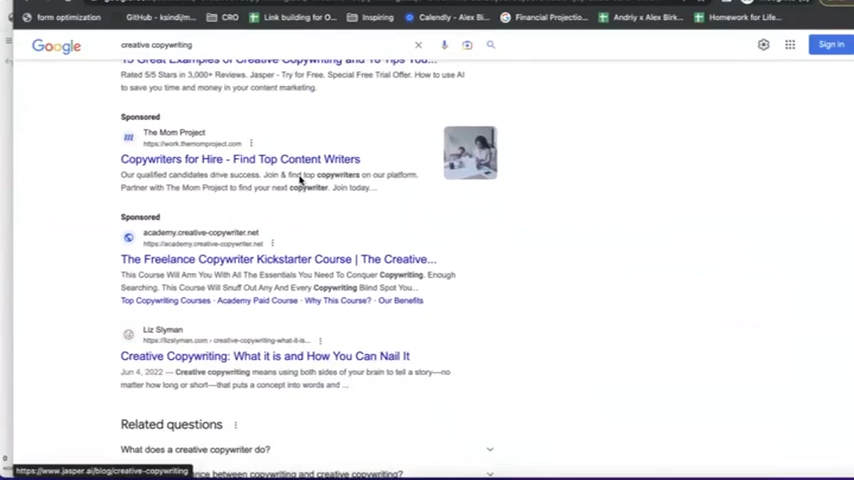 form optimization GitHub - ksindi/m... CRO Link building for O... Inspiring Calendly - Alex Bi... Google Financial Projectio... Andriy x Alex Birk... Homework for Life...
Google creative copywriting Sign in
15 Great Examples of Creative Copywriting and 10 Tips You...
Rated 5/5 Stars in 3,000+ Reviews. Jasper - Try for Free. Special Free Trial Offer. How to use AI
to save you time and money in your content marketing.
Sponsored
The Mom Project
https://work.themomproject.com
Copywriters for Hire - Find Top Content Writers
Our qualified candidates drive success. Join & find top copywriters on our platform.
Partner with The Mom Project to find your next copywriter. Join today....
Sponsored
academy.creative-copywriter.net
https://academy.creative-copywriter.net
The Freelance Copywriter Kickstarter Course | The Creative...
This Course Will Arm You With All The Essentials You Need To Conquer Copywriting. Enough
Searching. This Course Will Snuff Out Any And Every Copywriting Blind Spot You...
Top Copywriting Courses · Academy Paid Course · Why This Course? · Our Benefits
Liz Slyman
https://lizslyman.com › creative-copywriting-what-it-is...
Creative Copywriting: What it is and How You Can Nail It
Jun 4, 2022 — Creative copywriting means using both sides of your brain to tell a story—no
matter how long or short—that puts a concept into words and ...
Related questions
What does a creative copywriter do?
https://www.jasper.ai/blog/creative-copywriting
between copywriting and creative copywriting?